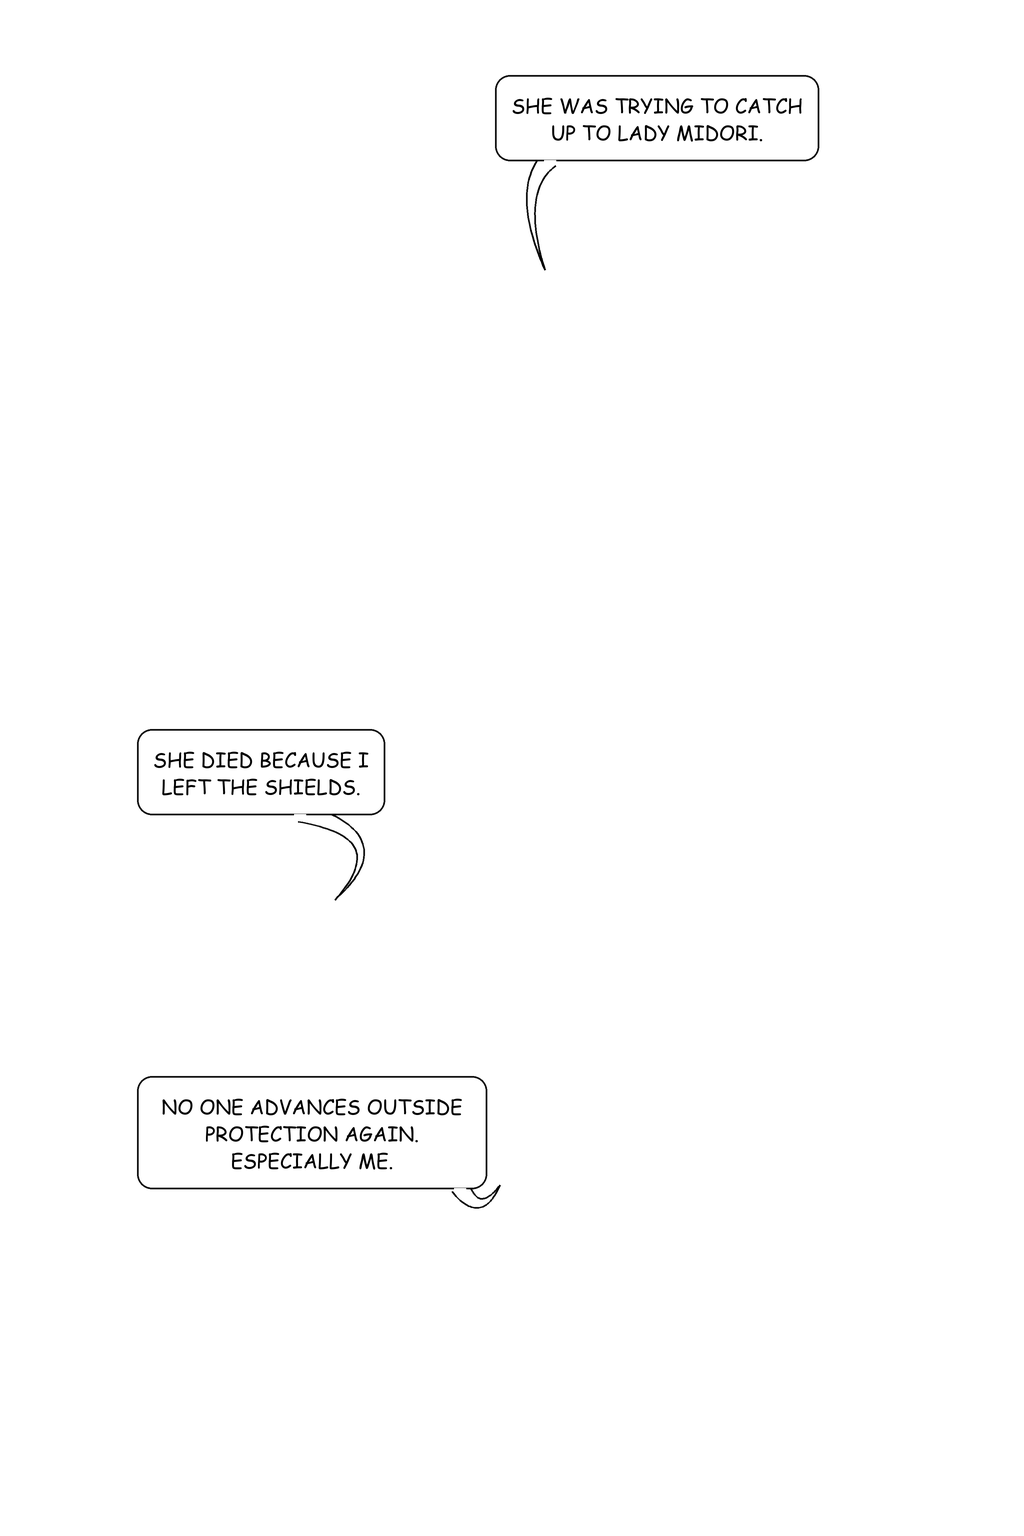 SHE WAS TRYING TO CATCH
UP TO LADY MIDORI.
SHE DIED BECAUSE I
LEFT THE SHIELDS.
NO ONE ADVANCES OUTSIDE
PROTECTION AGAIN.
ESPECIALLY ME.